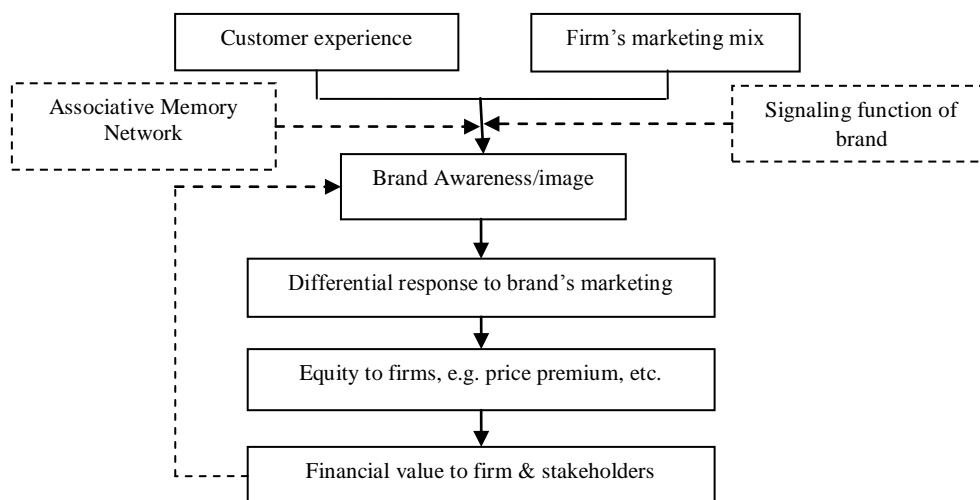 Customer experience
Firm's marketing mix
Associative Memory
Network
Signaling function of
brand
Brand Awareness/image
Differential response to brand's marketing
Equity to firms, e.g. price premium, etc.
Financial value to firm & stakeholders